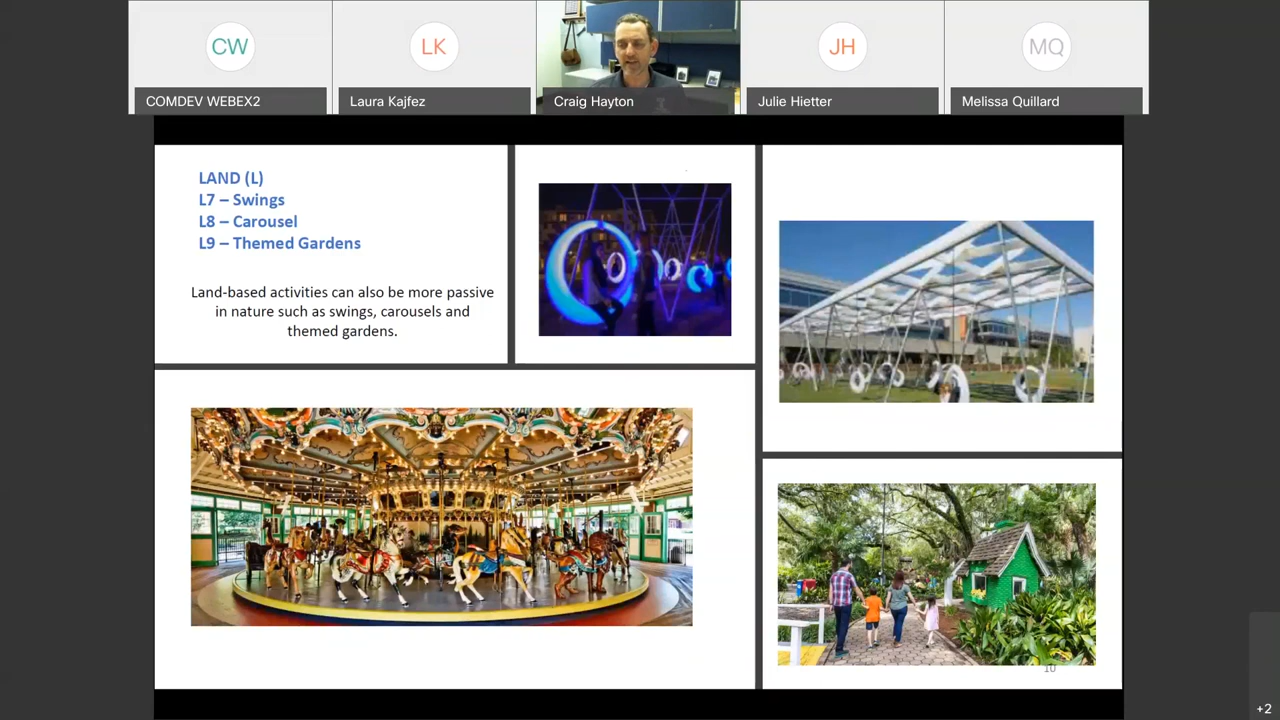 CW
LK
JH
MQ
COMDEV WEBEX2
Laura Kajfez
Craig Hayton
Julie Hietter
Melissa Quillard
LAND (L)
L7 – Swings
L8 – Carousel
L9 – Themed Gardens
Land-based activities can also be more passive
in nature such as swings, carousels and
themed gardens.
10
+2